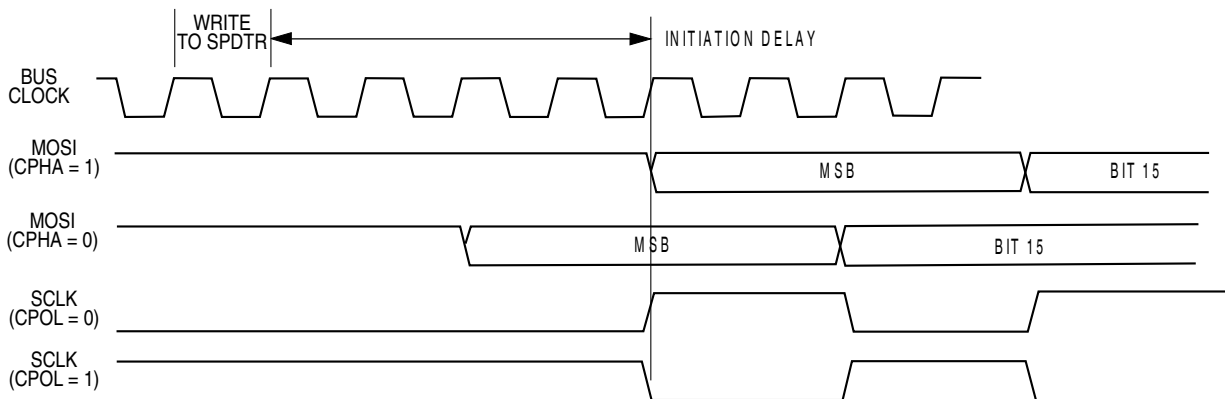 WRITE
TO SPDTR
INITIATION DELAY
BUS
CLOCK
MOSI
(CPHA = 1)
MSB
BIT 15
MOSI
(CPHA = 0)
MSB
BIT 15
SCLK
(CPOL = 0)
SCLK
(CPOL = 1)